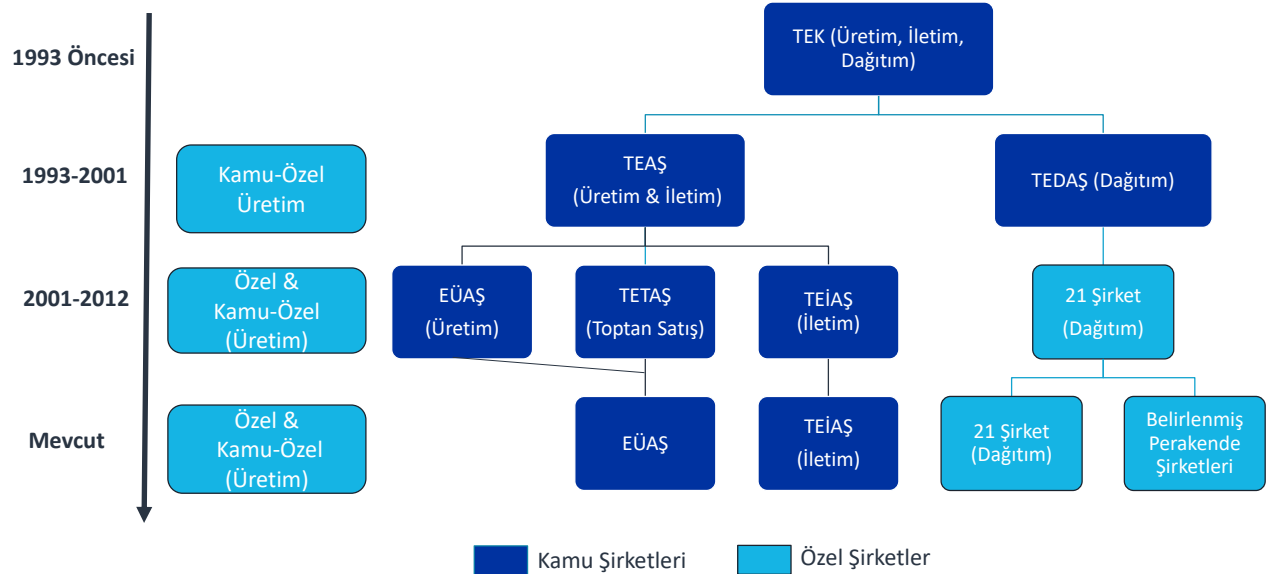 1993 Öncesi
TEK (Üretim, İletim,
Dağıtım)
1993-2001
Kamu-Özel
Üretim
TEAŞ
(Üretim & İletim)
TEDAŞ (Dağıtım)
2001-2012
Özel &
Kamu-Özel
(Üretim)
EÜAŞ
(Üretim)
TETAŞ
(Toptan Satış)
TEİAŞ
(İletim)
21 Şirket
(Dağıtım)
Mevcut
Özel &
Kamu-Özel
(Üretim)
EÜAŞ
TEİAŞ
(İletim)
21 Şirket
(Dağıtım)
Belirlenmiş
Perakende
Şirketleri
Kamu Şirketleri
Özel Şirketler